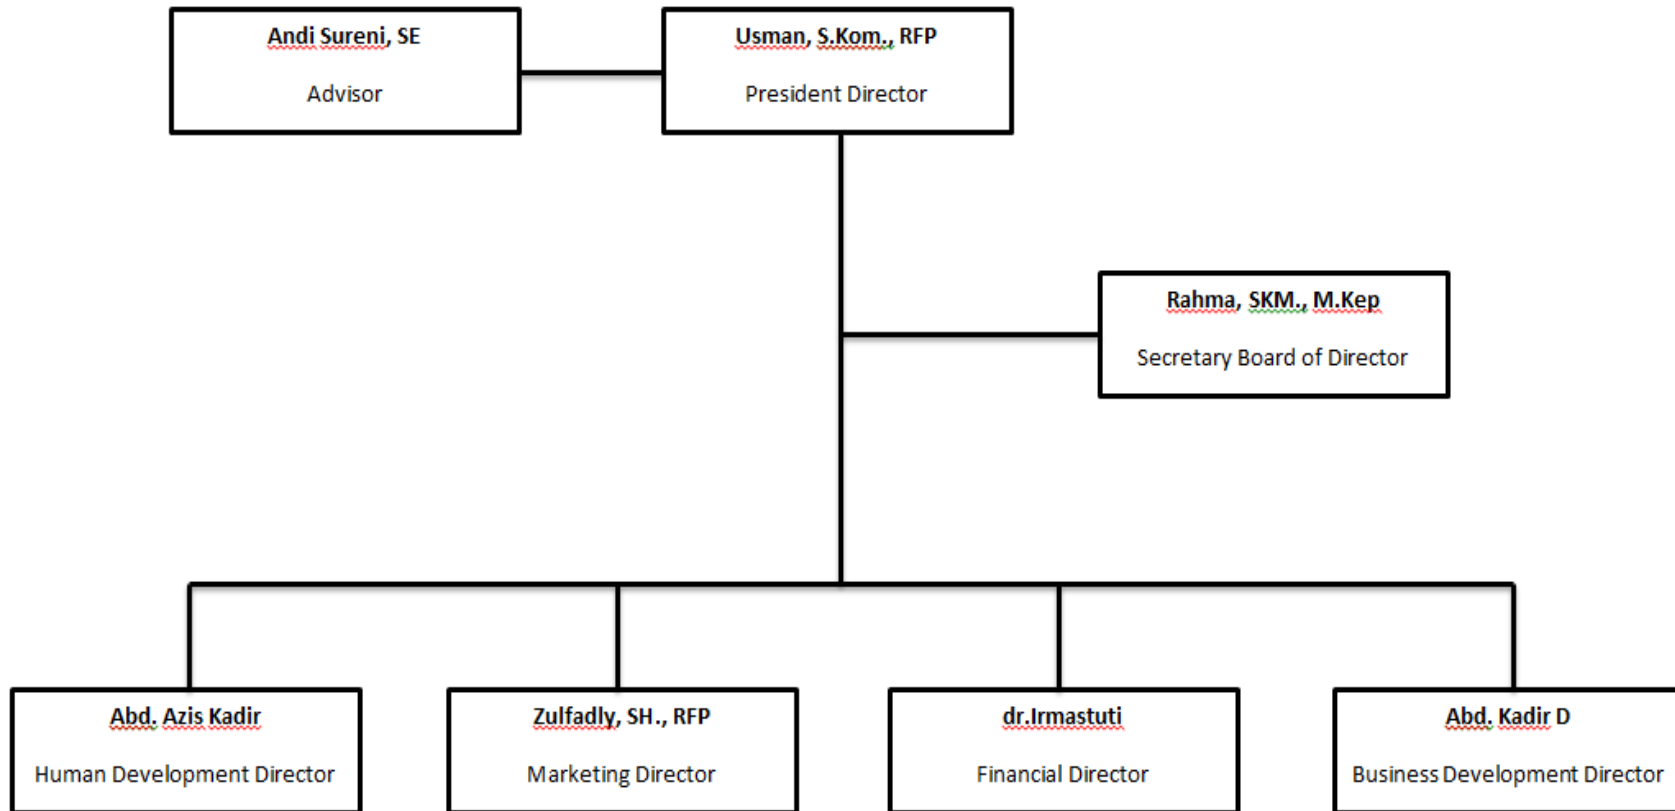 Andi Sureni, SE
Advisor
Usman, S.Kom., RFP
President Director
Rahma, SKM., M.Kep
Secretary Board of Director
Abd. Azis Kadir
Human Development Director
Zulfadly, SH., RFP
Marketing Director
dr.Irmastuti
Financial Director
Abd. Kadir D
Business Development Director